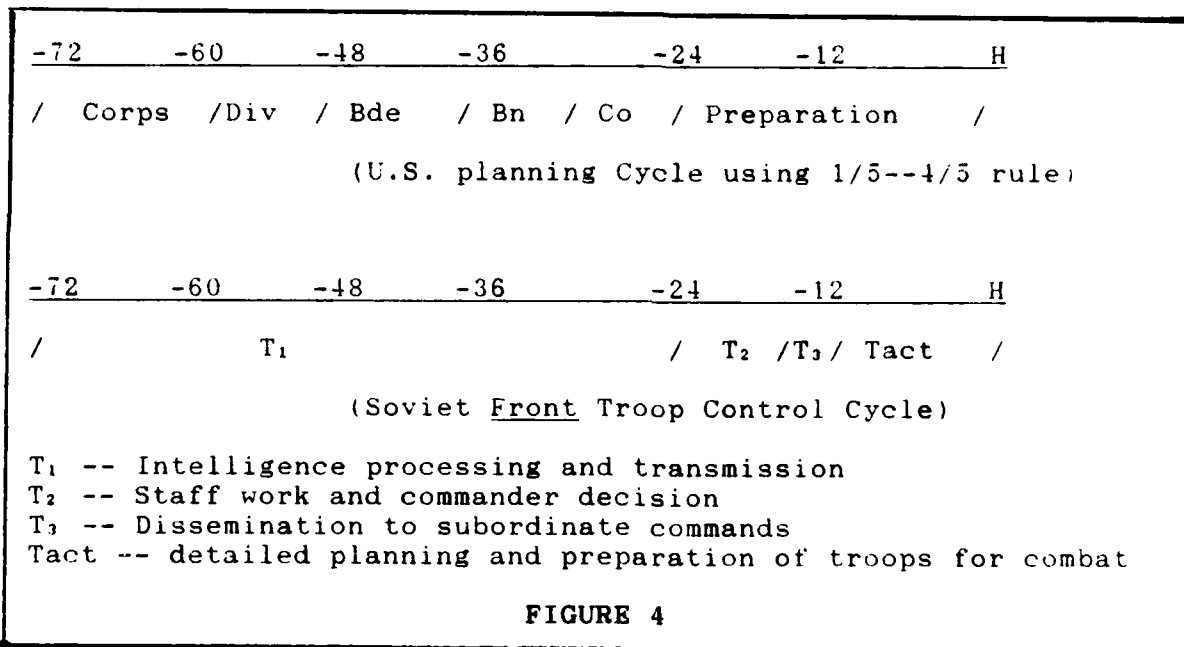 -72 -60 -48 -36 -24 -12 H
/ Corps /Div / Bde / Bn / Co / Preparation /
(U.S. planning Cycle using 1/5--4/5 rule)
-72 -60 -48 -36 -24 -12 H
/ T₁ / T₂ /T₃/ Tact /
(Soviet Front Troop Control Cycle)
T₁ -- Intelligence processing and transmission
T₂ -- Staff work and commander decision
T₃ -- Dissemination to subordinate commands
Tact -- detailed planning and preparation of troops for combat
FIGURE 4